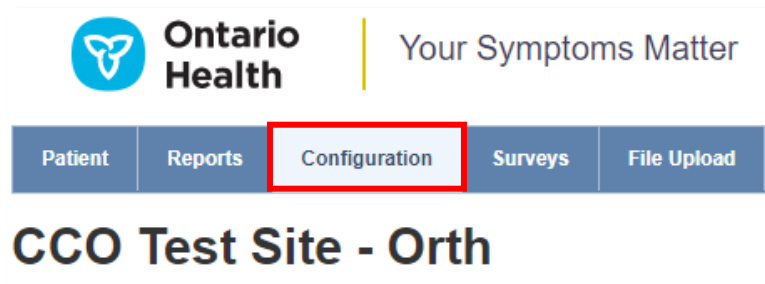 Ontario
Health
Your Symptoms Matter
Patient Reports Configuration Surveys File Upload
CCO Test Site - Orth